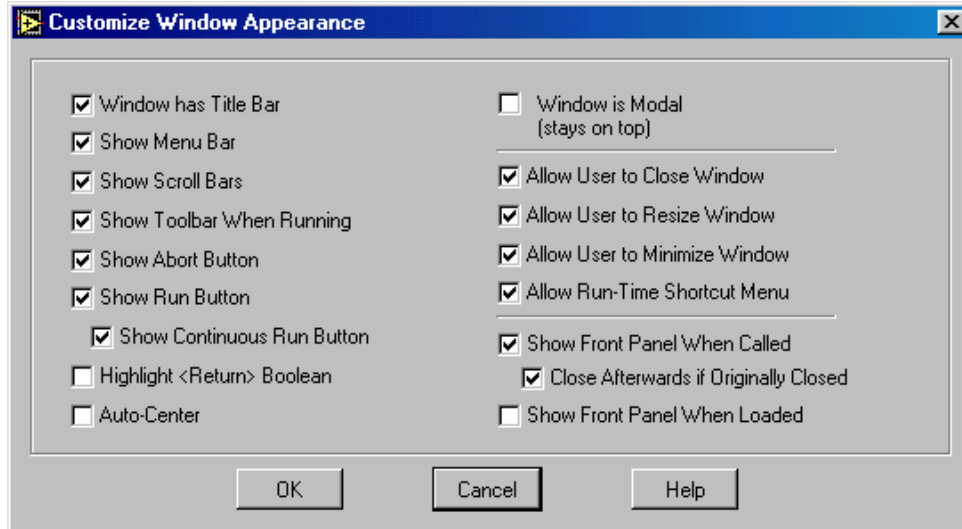 Customize Window Appearance
Window has Title Bar
Show Menu Bar
Show Scroll Bars
Show Toolbar When Running
Show Abort Button
Show Run Button
Show Continuous Run Button
Highlight <Return> Boolean
Auto-Center
Window is Modal
(stays on top)
Allow User to Close Window
Allow User to Resize Window
Allow User to Minimize Window
Allow Run-Time Shortcut Menu
Show Front Panel When Called
Close Afterwards if Originally Closed
Show Front Panel When Loaded
OK
Cancel
Help